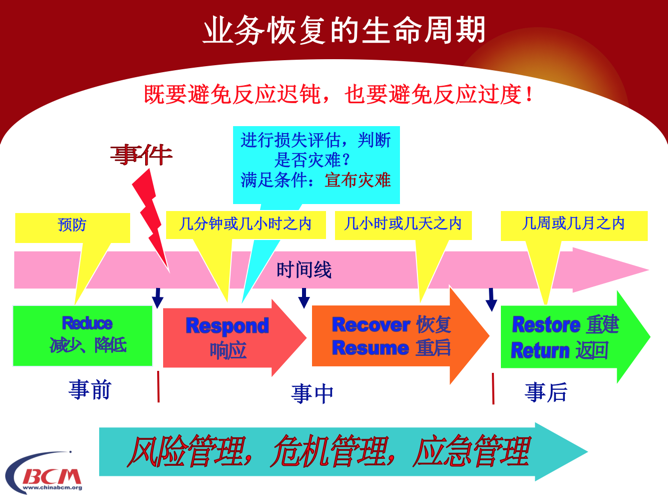 业务恢复的生命周期
既要避免反应迟钝，也要避免反应过度！
事件
进行损失评估，判断
是否灾难？
满足条件：宣布灾难
预防
几分钟或几小时之内
几小时或几天之内
几周或几月之内
时间线
Reduce
减少、降低
Respond
响应
Recover 恢复
Resume 重启
Restore 重建
Return 返回
事前
事中
事后
风险管理，危机管理，应急管理
BCM
www.chinabcm.org